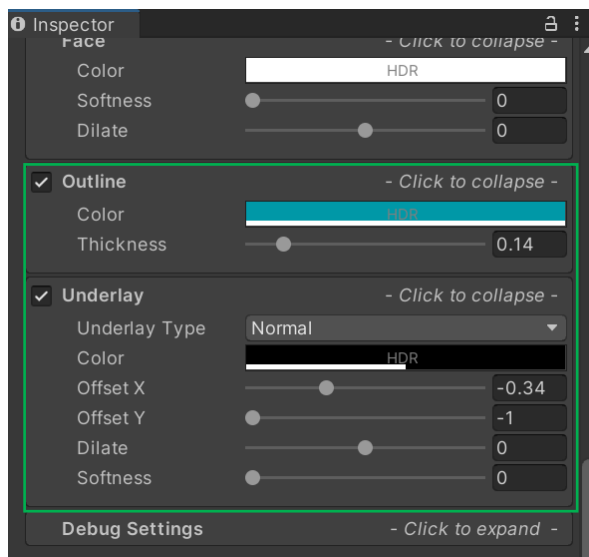 Inspector
Face - Click to collapse -
Color HDR
Softness 0
Dilate 0
Outline - Click to collapse -
Color HDR
Thickness 0.14
Underlay - Click to collapse -
Underlay Type Normal
Color HDR
Offset X -0.34
Offset Y -1
Dilate 0
Softness 0
Debug Settings - Click to expand -